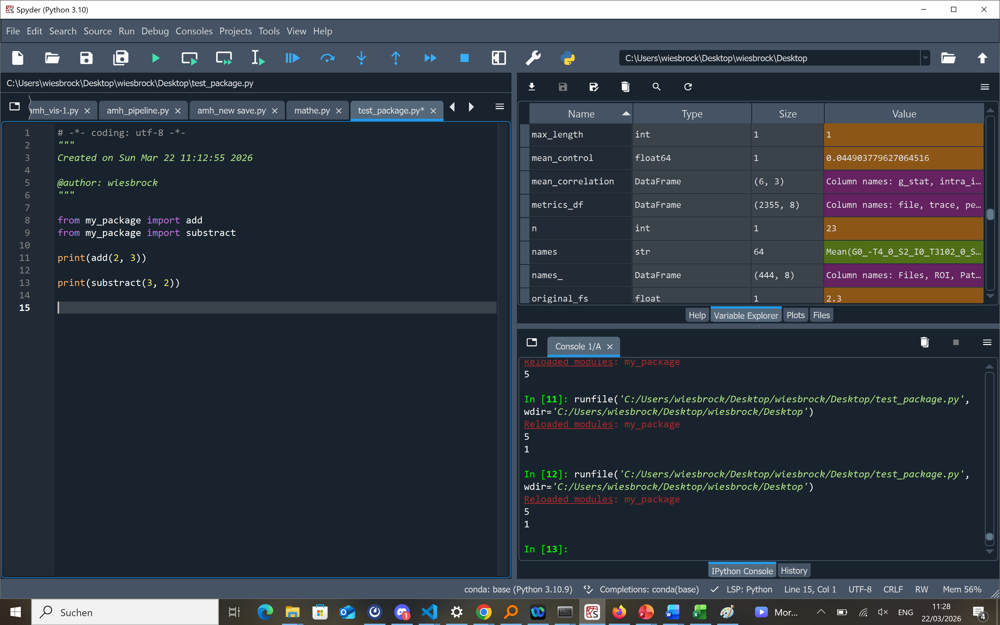 Spyder (Python 3.10)
File Edit Search Source Run Debug Consoles Projects Tools View Help
C:\Users\wiesbrock\Desktop\wiesbrock\Desktop
C:\Users\wiesbrock\Desktop\wiesbrock\Desktop\test_package.py
amh_vis-1.py amh_pipeline.py amh_new save.py mathe.py test_package.py*
1 # -*- coding: utf-8 -*-
2 """
3 Created on Sun Mar 22 11:12:55 2026
4
5 @author: wiesbrock
6 """
7
8 from my_package import add
9 from my_package import substract
10
11 print(add(2, 3))
12
13 print(substract(3, 2))
14
15
Name Type Size Value
max_length int 1 1
mean_control float64 1 0.044903779627064516
mean_correlation DataFrame (6, 3) Column names: g_stat, intra_i…
metrics_df DataFrame (2355, 8) Column names: file, trace, pe…
n int 1 23
names str 64 Mean(G0_-T4_0_S2_I0_T3102_0_S…
names_ DataFrame (444, 8) Column names: Files, ROI, Pat…
original_fs float 1 2.3
Help Variable Explorer Plots Files
Console 1/A
Reloaded modules: my_package
5
In [11]: runfile('C:/Users/wiesbrock/Desktop/wiesbrock/Desktop/test_package.py',
wdir='C:/Users/wiesbrock/Desktop/wiesbrock/Desktop')
Reloaded modules: my_package
5
1
In [12]: runfile('C:/Users/wiesbrock/Desktop/wiesbrock/Desktop/test_package.py',
wdir='C:/Users/wiesbrock/Desktop/wiesbrock/Desktop')
Reloaded modules: my_package
5
1
In [13]:
IPython Console History
conda: base (Python 3.10.9) Completions: conda(base) LSP: Python Line 15, Col 1 UTF-8 CRLF RW Mem 56%
Suchen
1
Mor...
ENG
11:28
22/03/2026
4